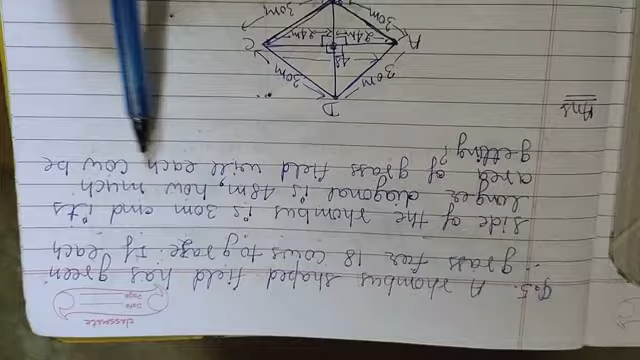 classmate
Date
Page
Q.5. A rhombus shaped field has green
grass for 18 cows to graze. If each
side of the rhombus is 30m and its
longer diagonal is 48m, how much
area of grass field will each cow be
getting?
Ans
D
30m
30m
48
C
24m
24m
A
30m
30m